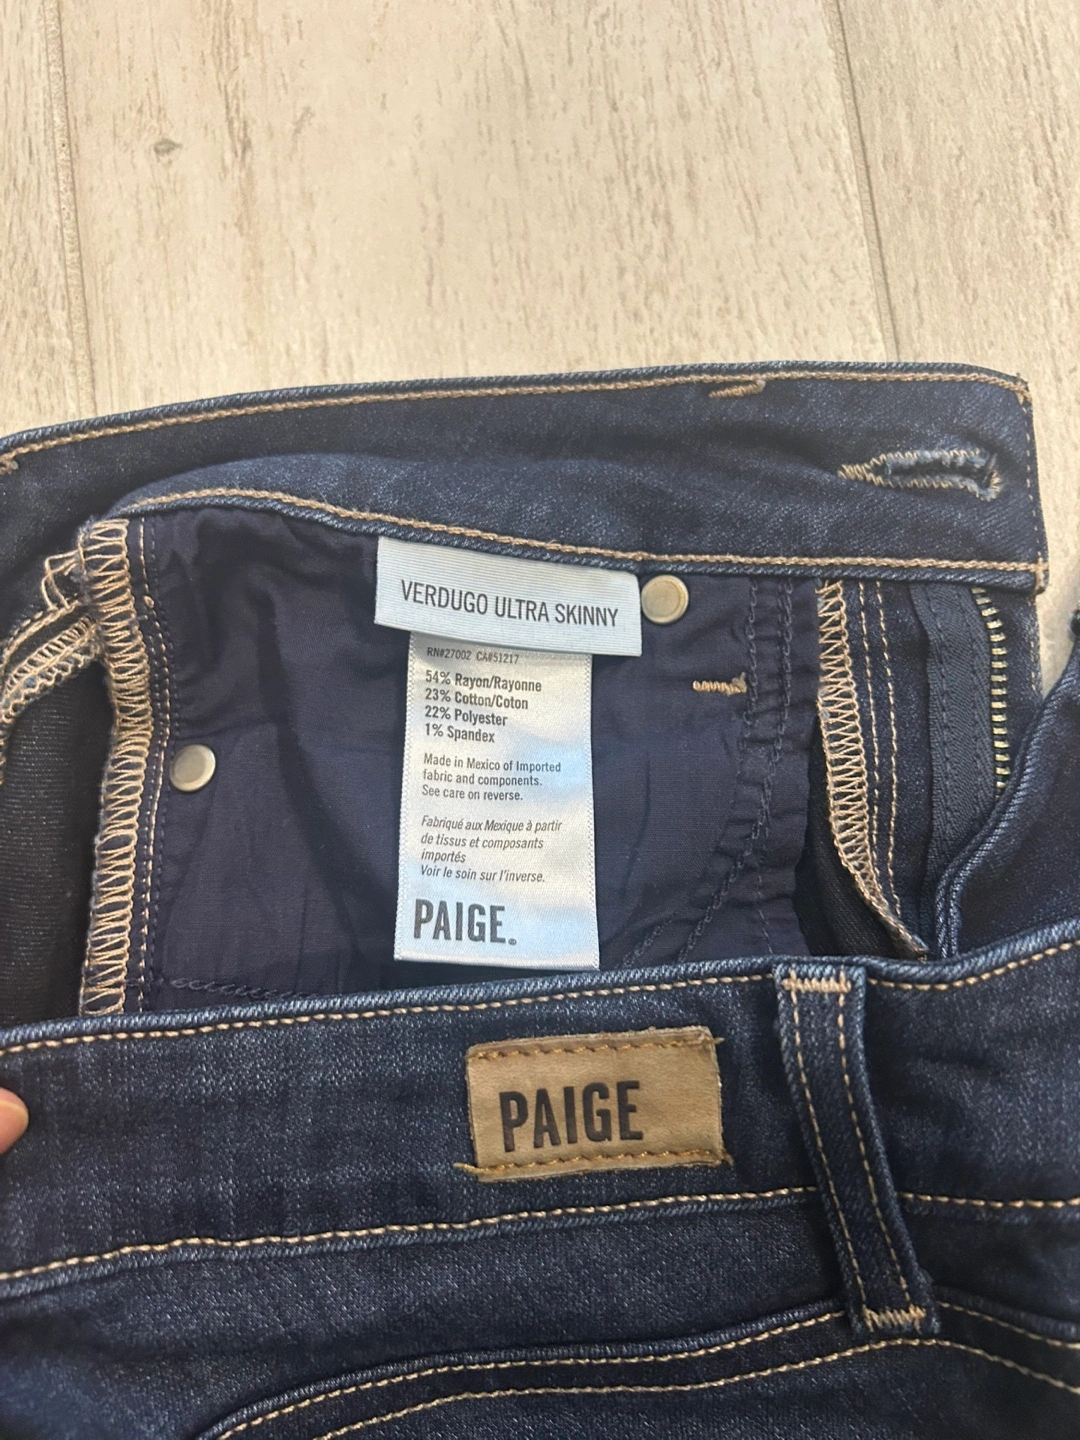 VERDUGO ULTRA SKINNY
RN#27002 CA#51217
54% Rayon/Rayonne
23% Cotton/Coton
22% Polyester
1% Spandex
Made in Mexico of Imported
fabric and components.
See care on reverse.
Fabriqué aux Mexique à partir
de tissus et composants
importés
Voir le soin sur l'inverse.
PAIGE.
PAIGE